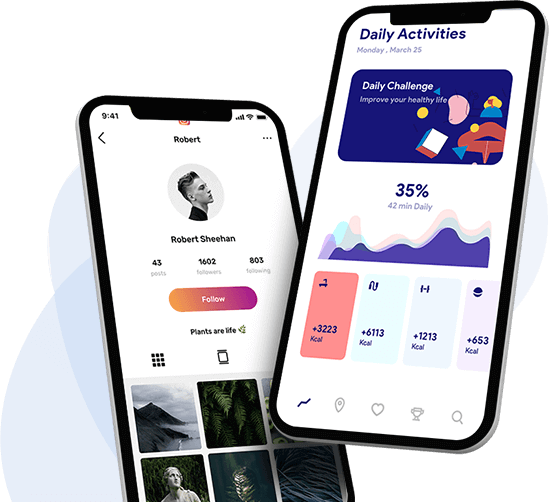 9:41
Robert
Robert Sheehan
43
1602
803
posts
followers
following
Follow
Plants are life 🌿
Daily Activities
Monday , March 25
Daily Challenge
Improve your healthy life
35%
42 min Daily
+3223
Kcal
+6113
Kcal
+1213
Kcal
+653
Kcal